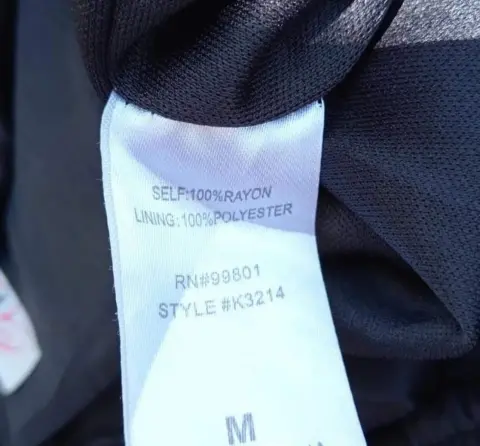 SELF:100%RAYON
LINING:100%POLYESTER
RN#99801
STYLE #K3214
M